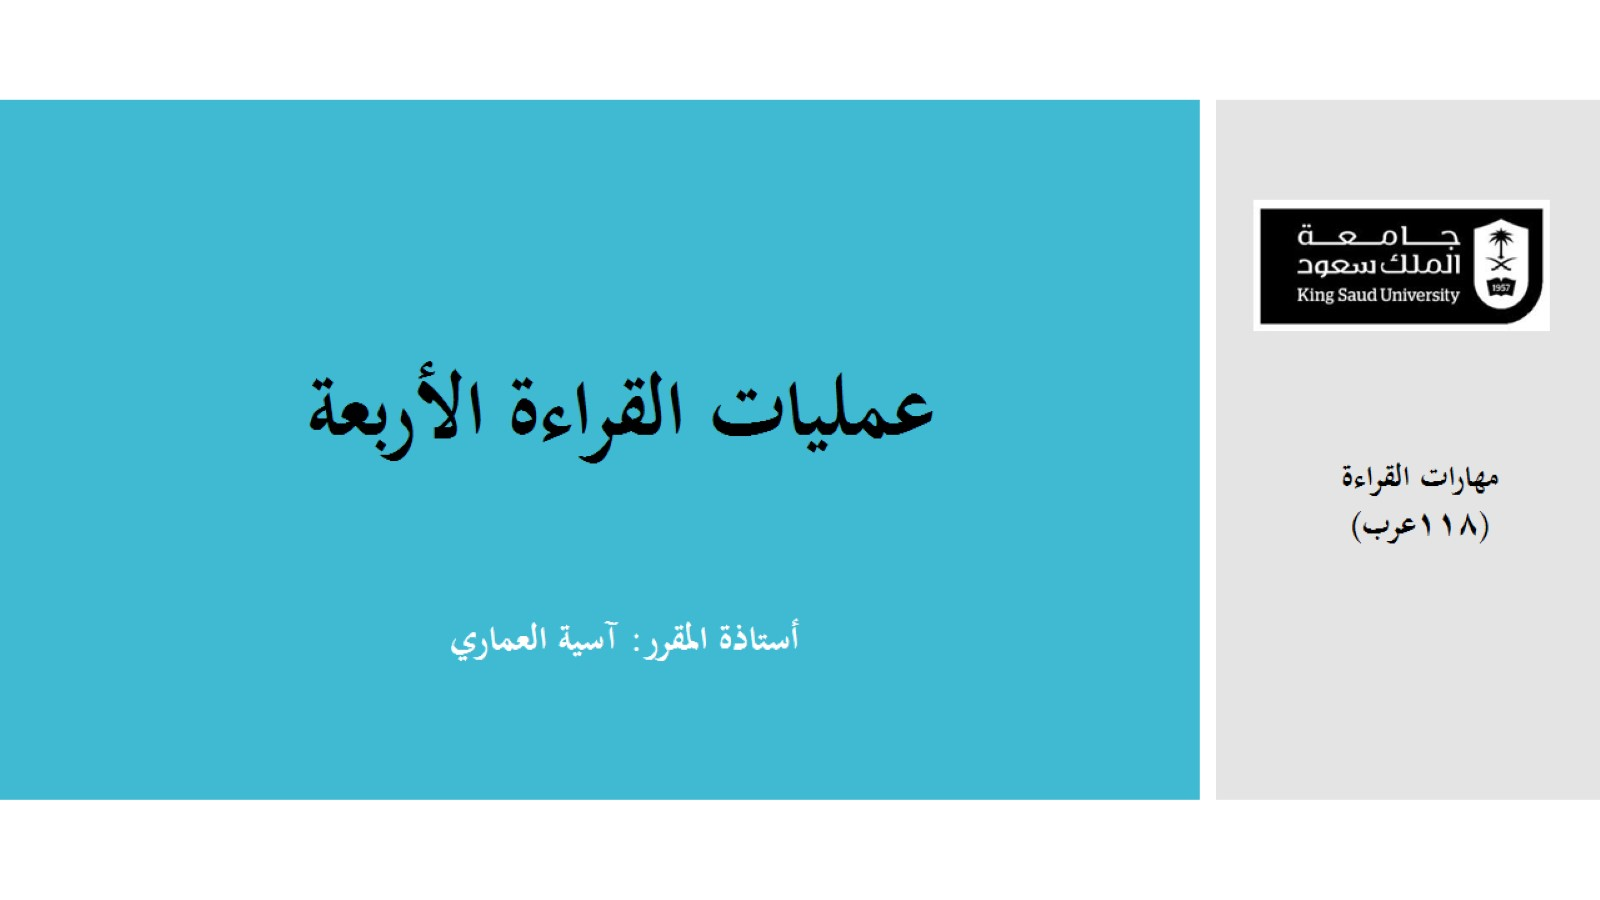 عمليات القراءة الأربعة
أستاذة المقرر: آسية العماري
جامعة
الملك سعود
King Saud University
1957
مهارات القراءة
(١١٨عرب)